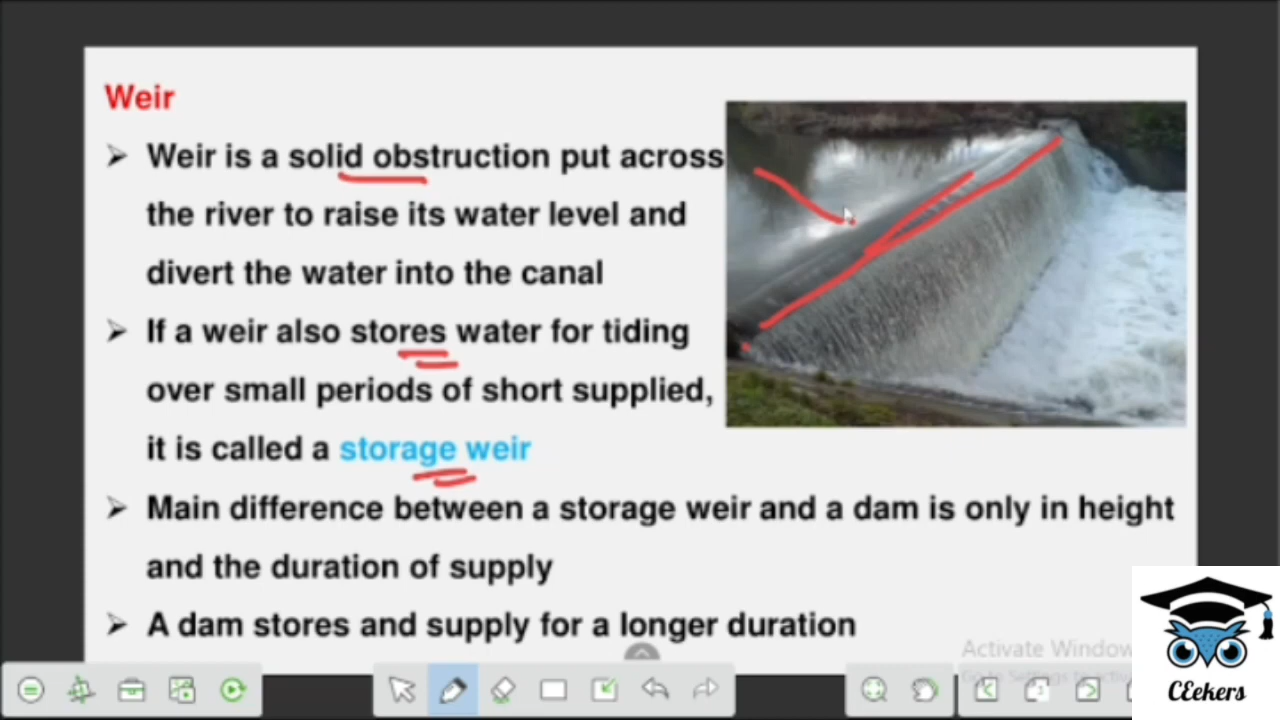 Weir
➢ Weir is a solid obstruction put across
the river to raise its water level and
divert the water into the canal
➢ If a weir also stores water for tiding
over small periods of short supplied,
it is called a storage weir
➢ Main difference between a storage weir and a dam is only in height
and the duration of supply
➢ A dam stores and supply for a longer duration
Activate Window
CEekers